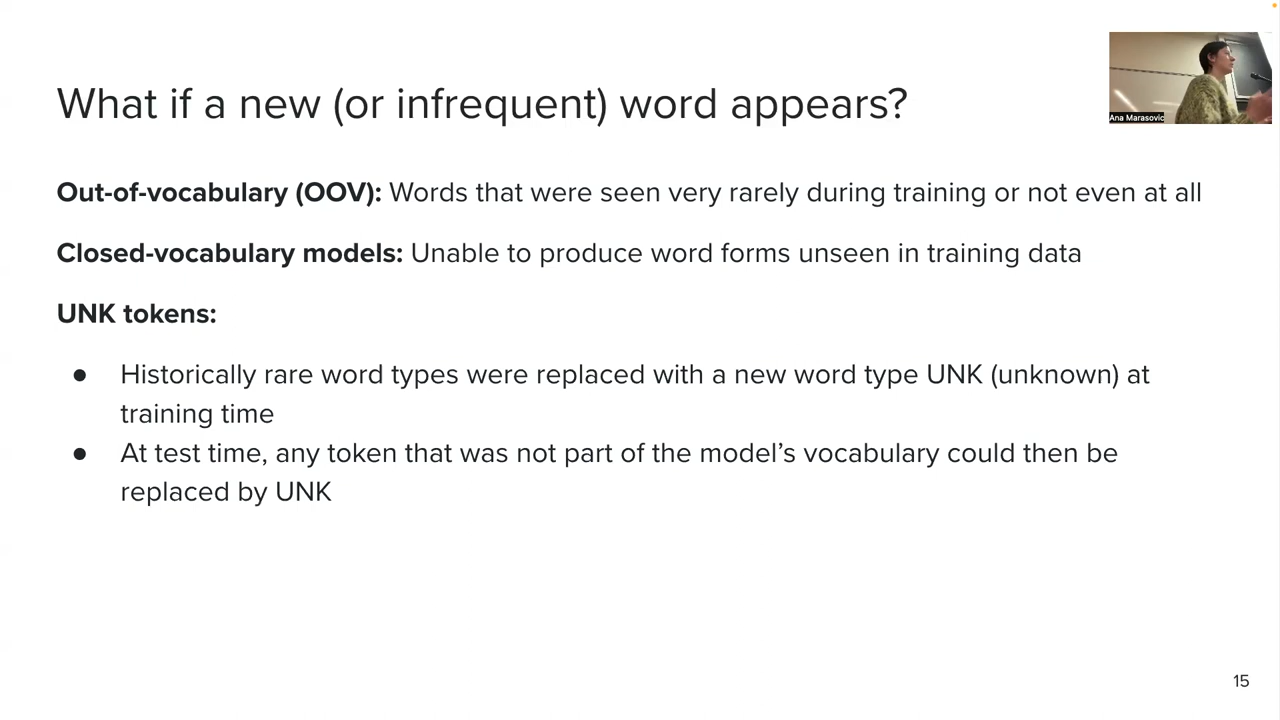 What if a new (or infrequent) word appears?
Ana Marasovic
Out-of-vocabulary (OOV): Words that were seen very rarely during training or not even at all
Closed-vocabulary models: Unable to produce word forms unseen in training data
UNK tokens:
● Historically rare word types were replaced with a new word type UNK (unknown) at
training time
● At test time, any token that was not part of the model’s vocabulary could then be
replaced by UNK
15